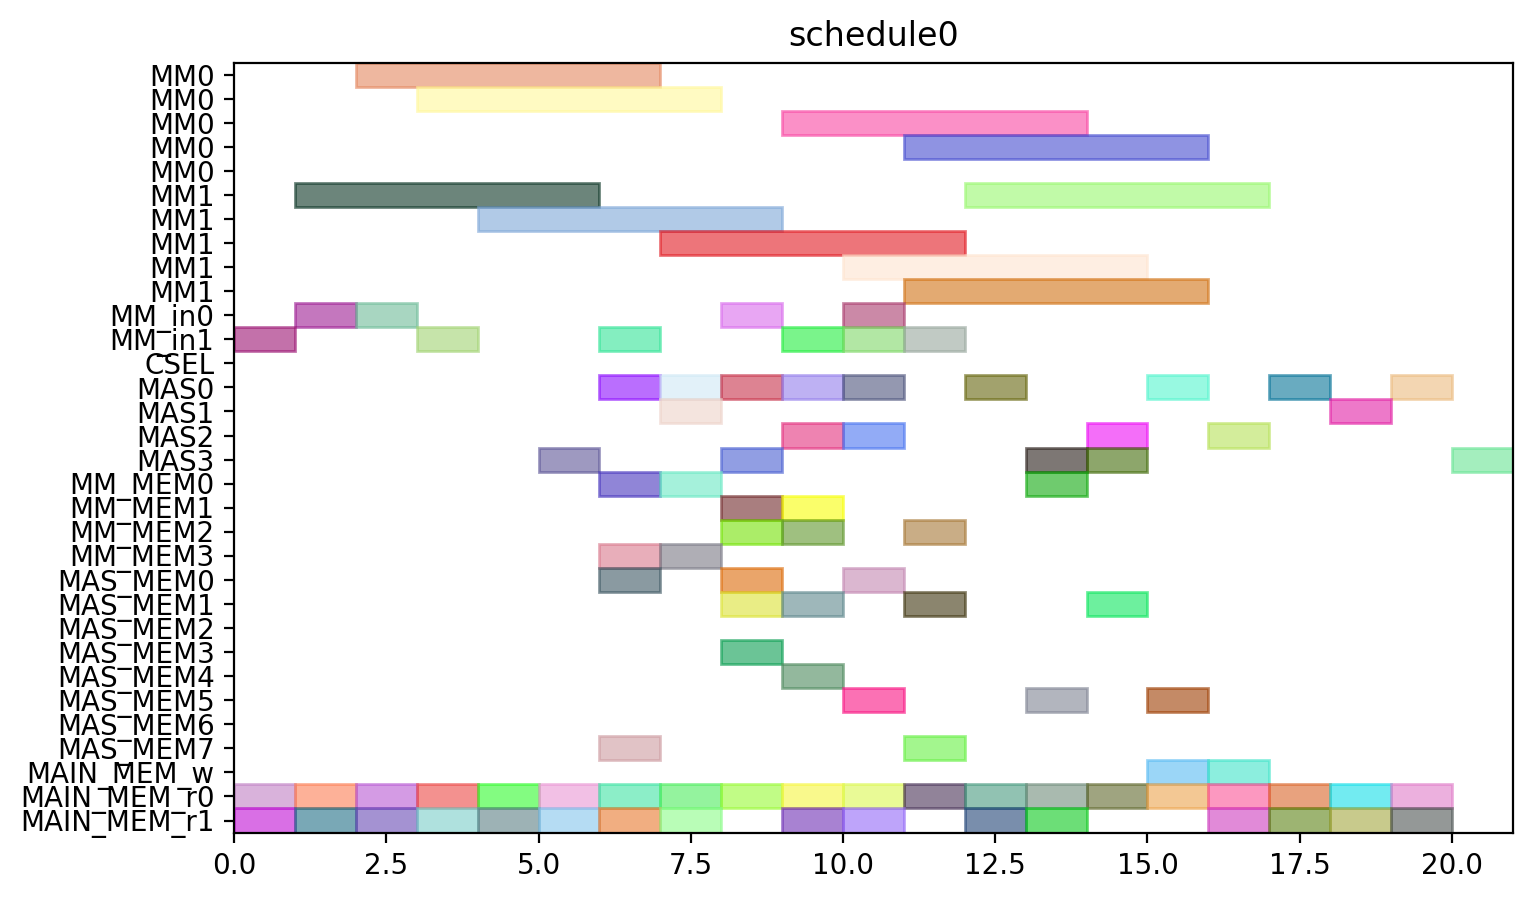 schedule0
MM0
MM0
MM0
MM0
MM0
MM1
MM1
MM1
MM1
MM1
MM_in0
MM_in1
CSEL
MAS0
MAS1
MAS2
MAS3
MM_MEM0
MM_MEM1
MM_MEM2
MM_MEM3
MAS_MEM0
MAS_MEM1
MAS_MEM2
MAS_MEM3
MAS_MEM4
MAS_MEM5
MAS_MEM6
MAS_MEM7
MAIN_MEM_w
MAIN_MEM_r0
MAIN_MEM_r1
0.0 2.5 5.0 7.5 10.0 12.5 15.0 17.5 20.0